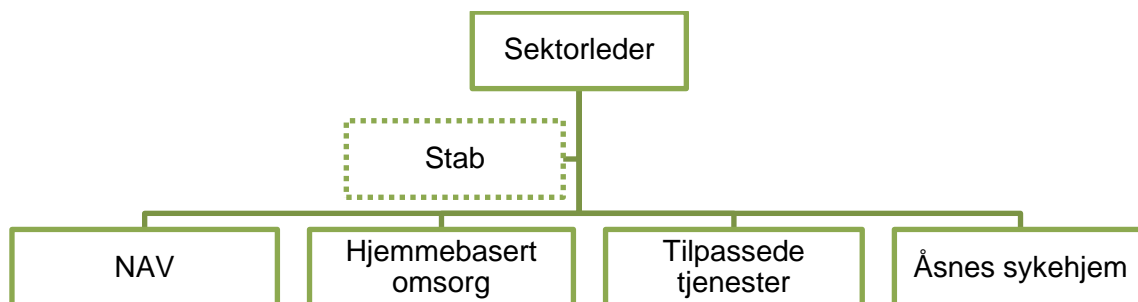 Sektorleder
Stab
NAV
Hjemmebasert
omsorg
Tilpassede
tjenester
Åsnes sykehjem